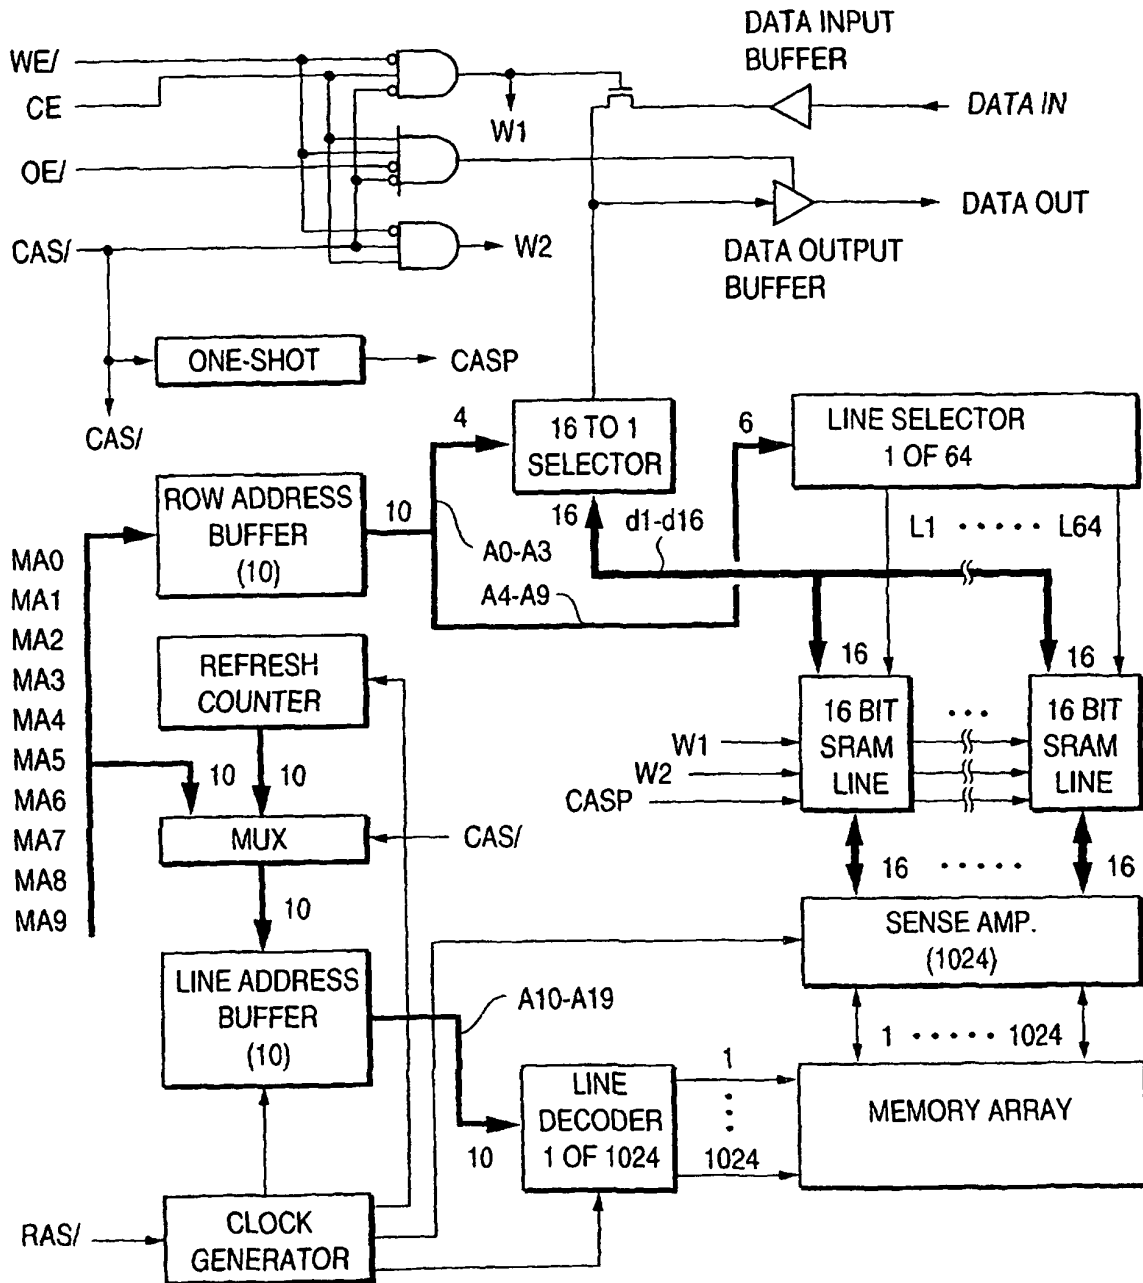 DATA INPUT
BUFFER
WE/
CE
W1
DATA IN
OE/
DATA OUT
CAS/
W2
DATA OUTPUT
BUFFER
ONE-SHOT
CASP
CAS/
4
16 TO 1
SELECTOR
6
LINE SELECTOR
1 OF 64
ROW ADDRESS
BUFFER
(10)
10
16
d1-d16
L1 ..... L64
A0-A3
A4-A9
MA0
MA1
MA2
MA3
MA4
MA5
MA6
MA7
MA8
MA9
REFRESH
COUNTER
16
16
16 BIT
SRAM
LINE
....
16 BIT
SRAM
LINE
W1
W2
CASP
10
10
MUX
CAS/
10
16 ..... 16
SENSE AMP.
(1024)
LINE ADDRESS
BUFFER
(10)
A10-A19
1 ..... 1024
10
LINE
DECODER
1 OF 1024
1
1024
MEMORY ARRAY
RAS/
CLOCK
GENERATOR